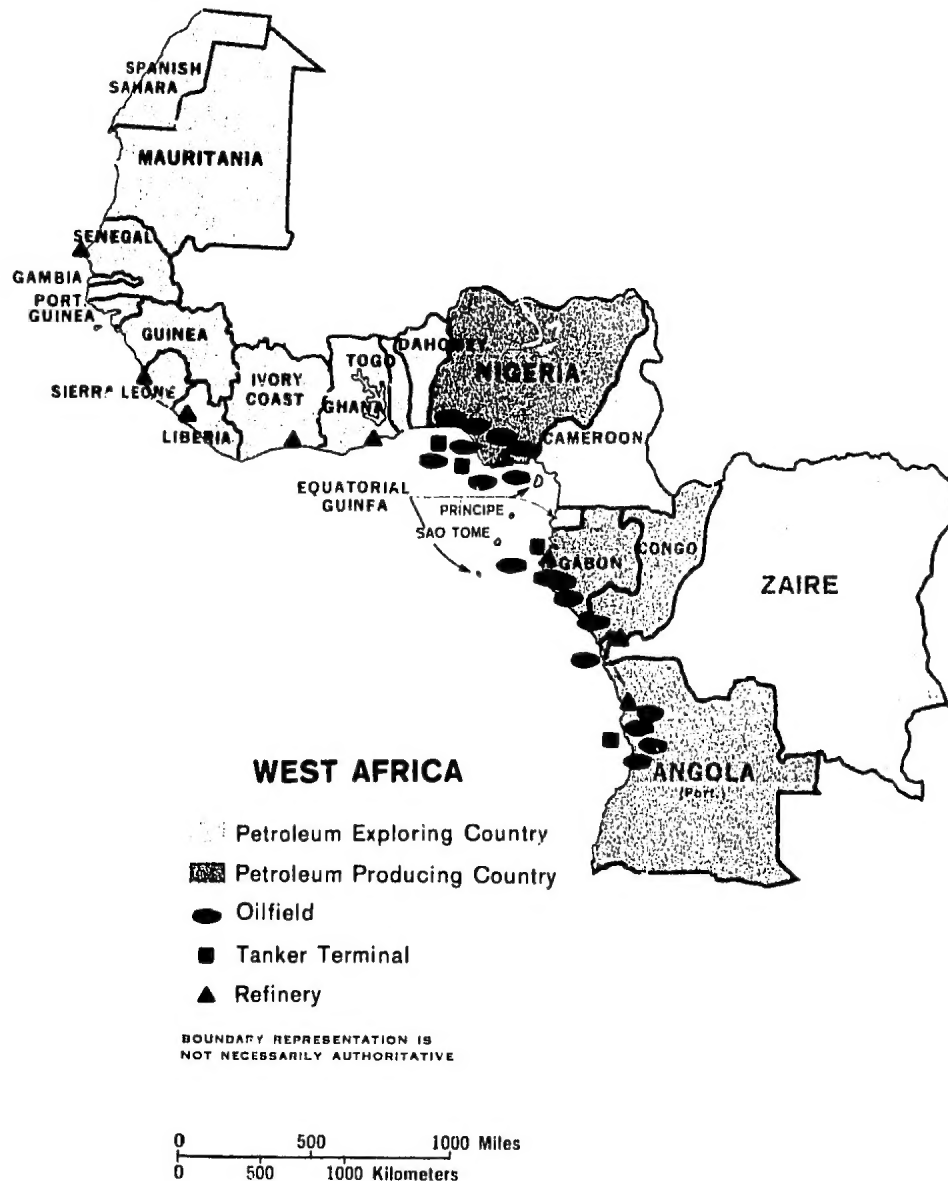 SPANISH
SAHARA
MAURITANIA
SENEGAL
GAMBIA
PORT.
GUINEA
GUINEA
SIERRA LEONE
LIBERIA
IVORY
COAST
GHANA
TOGO
DAHOMEY
NIGERIA
CAMEROON
EQUATORIAL
GUINEA
PRINCIPE
SAO TOME
GABON
CONGO
ZAIRE
ANGOLA
(Port.)
WEST AFRICA
Petroleum Exploring Country
Petroleum Producing Country
Oilfield
Tanker Terminal
Refinery
BOUNDARY REPRESENTATION IS
NOT NECESSARILY AUTHORITATIVE
0 500 1000 Miles
0 500 1000 Kilometers